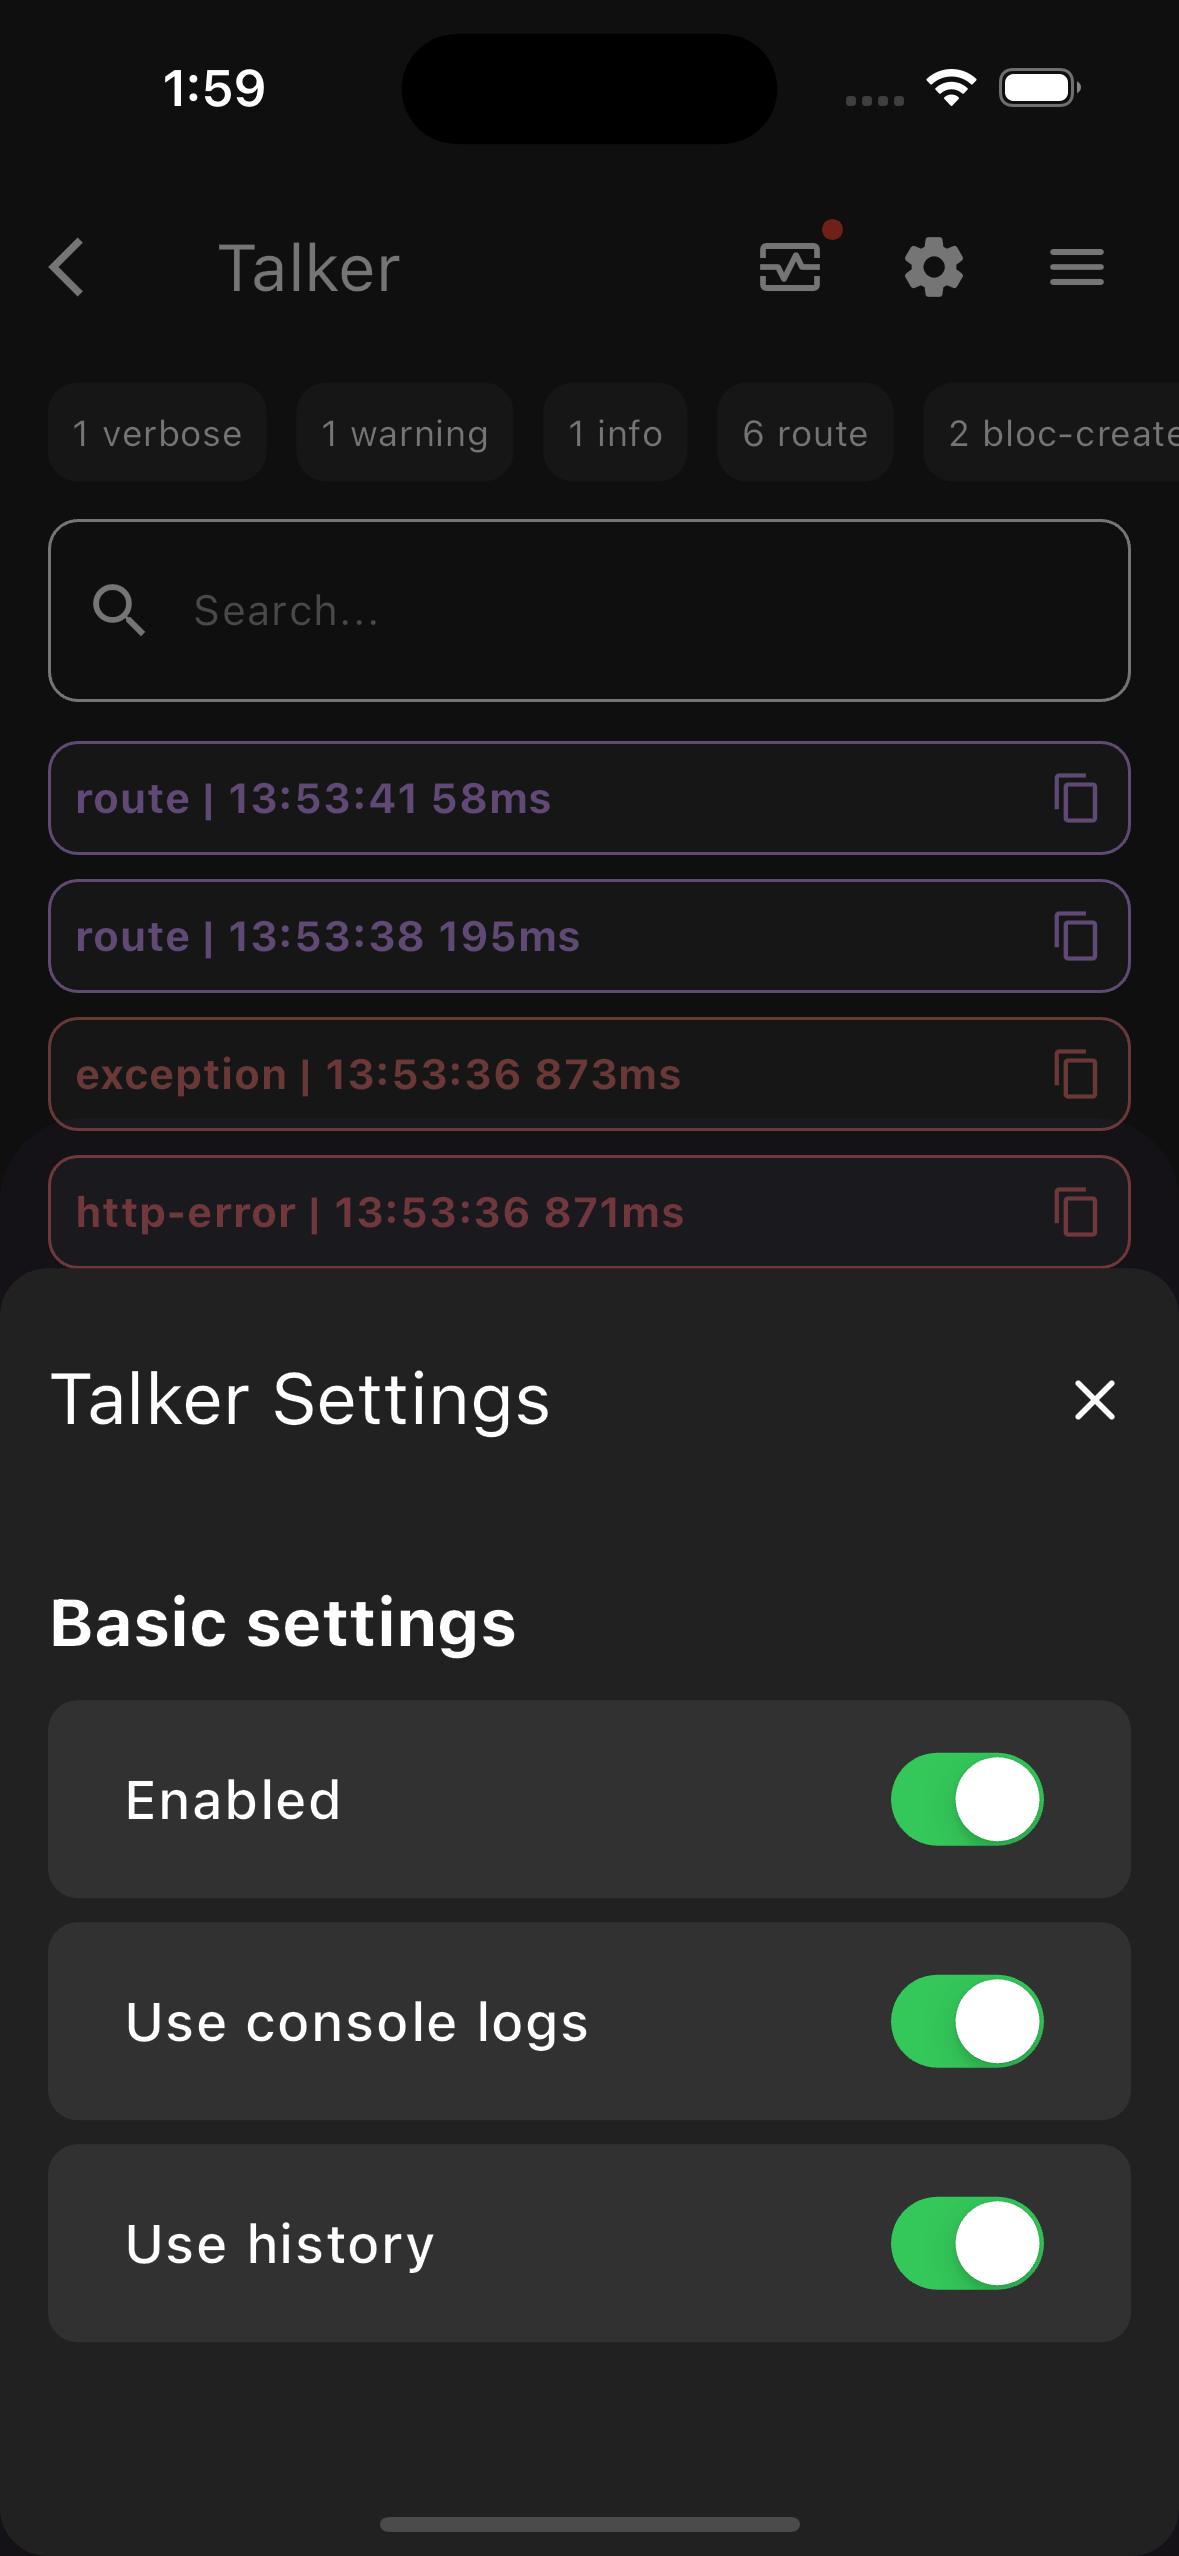 1:59
Talker
1 verbose
1 warning
1 info
6 route
2 bloc-create
Search...
route | 13:53:41 58ms
route | 13:53:38 195ms
exception | 13:53:36 873ms
http-error | 13:53:36 871ms
Talker Settings
Basic settings
Enabled
Use console logs
Use history